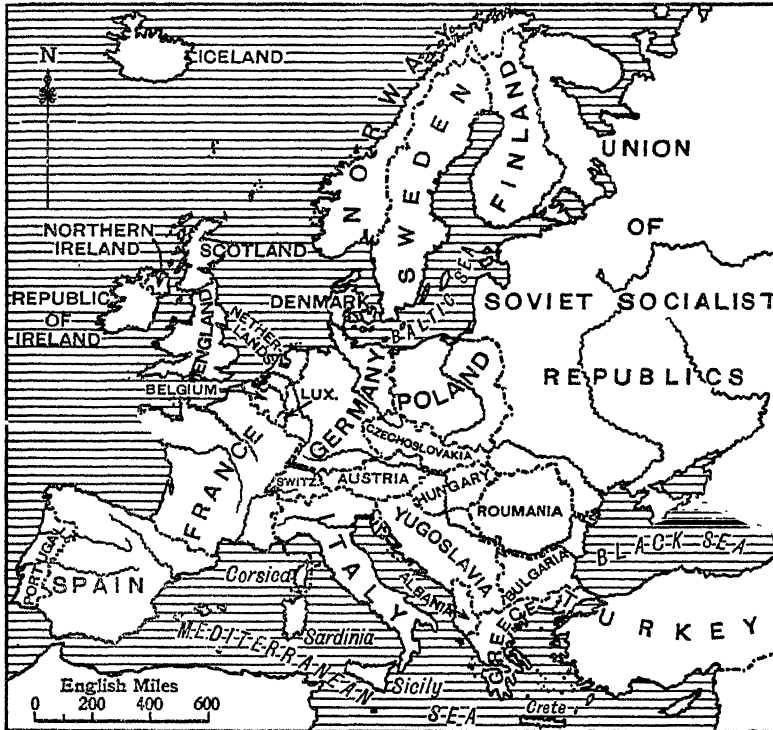 ICELAND
N
NORWAY
SWEDEN
FINLAND
UNION
OF
SOVIET SOCIALIST
REPUBLICS
NORTHERN
IRELAND
SCOTLAND
REPUBLIC
OF
IRELAND
ENGLAND
NETHER-
LANDS
DENMARK
BALTIC SEA
BELGIUM
LUX.
GERMANY
POLAND
CZECHOSLOVAKIA
FRANCE
SWITZ.
AUSTRIA
HUNGARY
ROUMANIA
ITALY
YUGOSLAVIA
BLACK SEA
PORTUGAL
SPAIN
Corsica
ALBANIA
BULGARIA
GREECE
TURKEY
MEDITERRANEAN
Sardinia
Sicily
SEA
Crete
English Miles
0 200 400 600